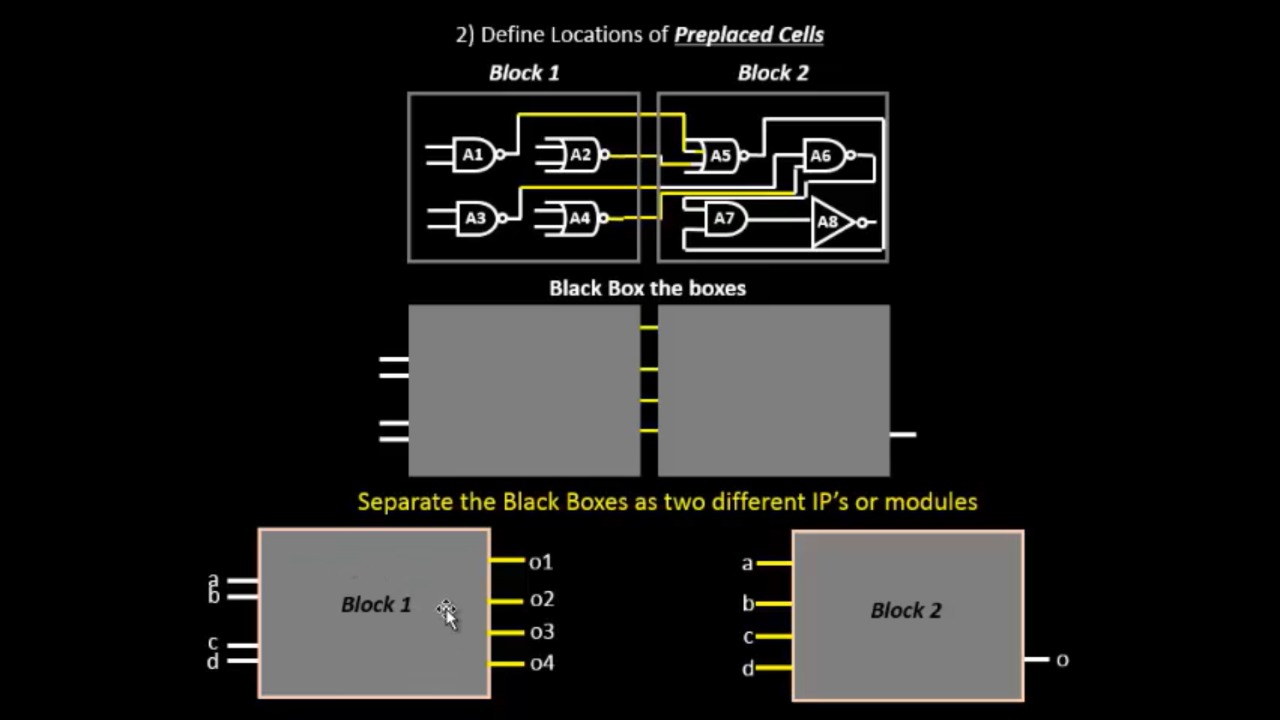 2) Define Locations of Preplaced Cells
Block 1
Block 2
A1
A2
A5
A6
A3
A4
A7
A8
Black Box the boxes
Separate the Black Boxes as two different IP's or modules
a
b
c
d
Block 1
o1
o2
o3
o4
a
b
c
d
Block 2
o